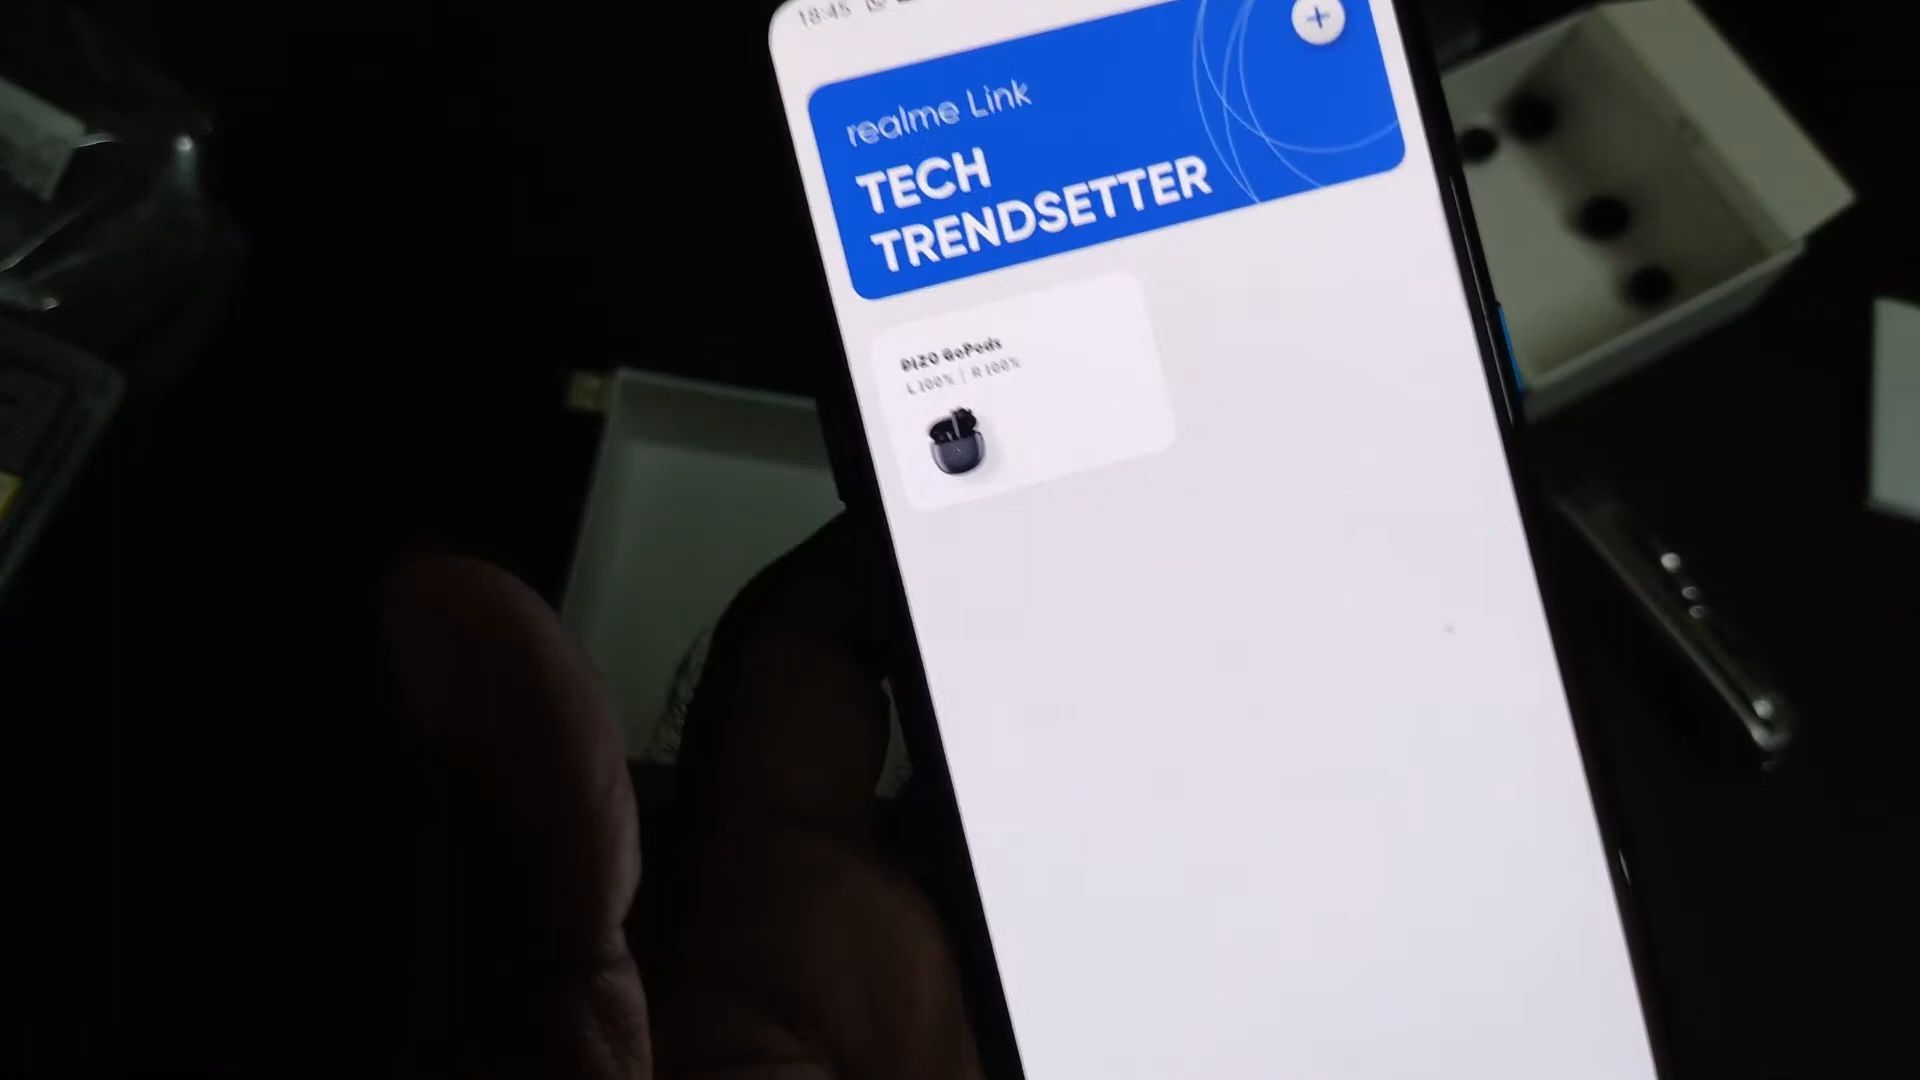 18:45
realme Link
TECH
TRENDSETTER
DIZO GoPods
L 100% | R 100%